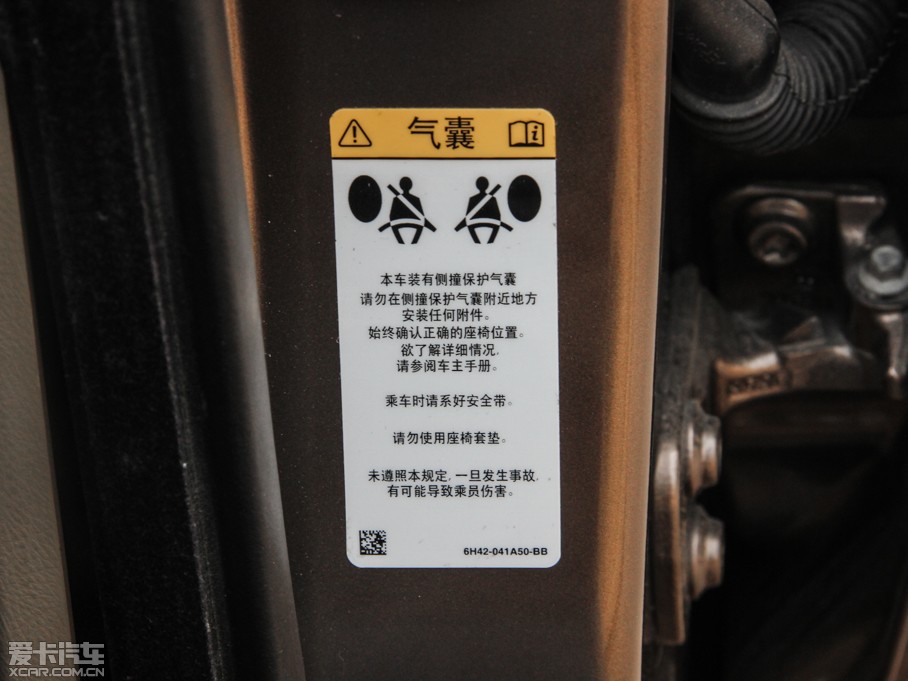 气囊
本车装有侧撞保护气囊
请勿在侧撞保护气囊附近地方
安装任何附件。
始终确认正确的座椅位置。
欲了解详细情况,
请参阅车主手册。
乘车时请系好安全带。
请勿使用座椅套垫。
未遵照本规定,一旦发生事故,
有可能导致乘员伤害。
6H42-041A50-BB
爱卡汽车
XCAR.COM.CN